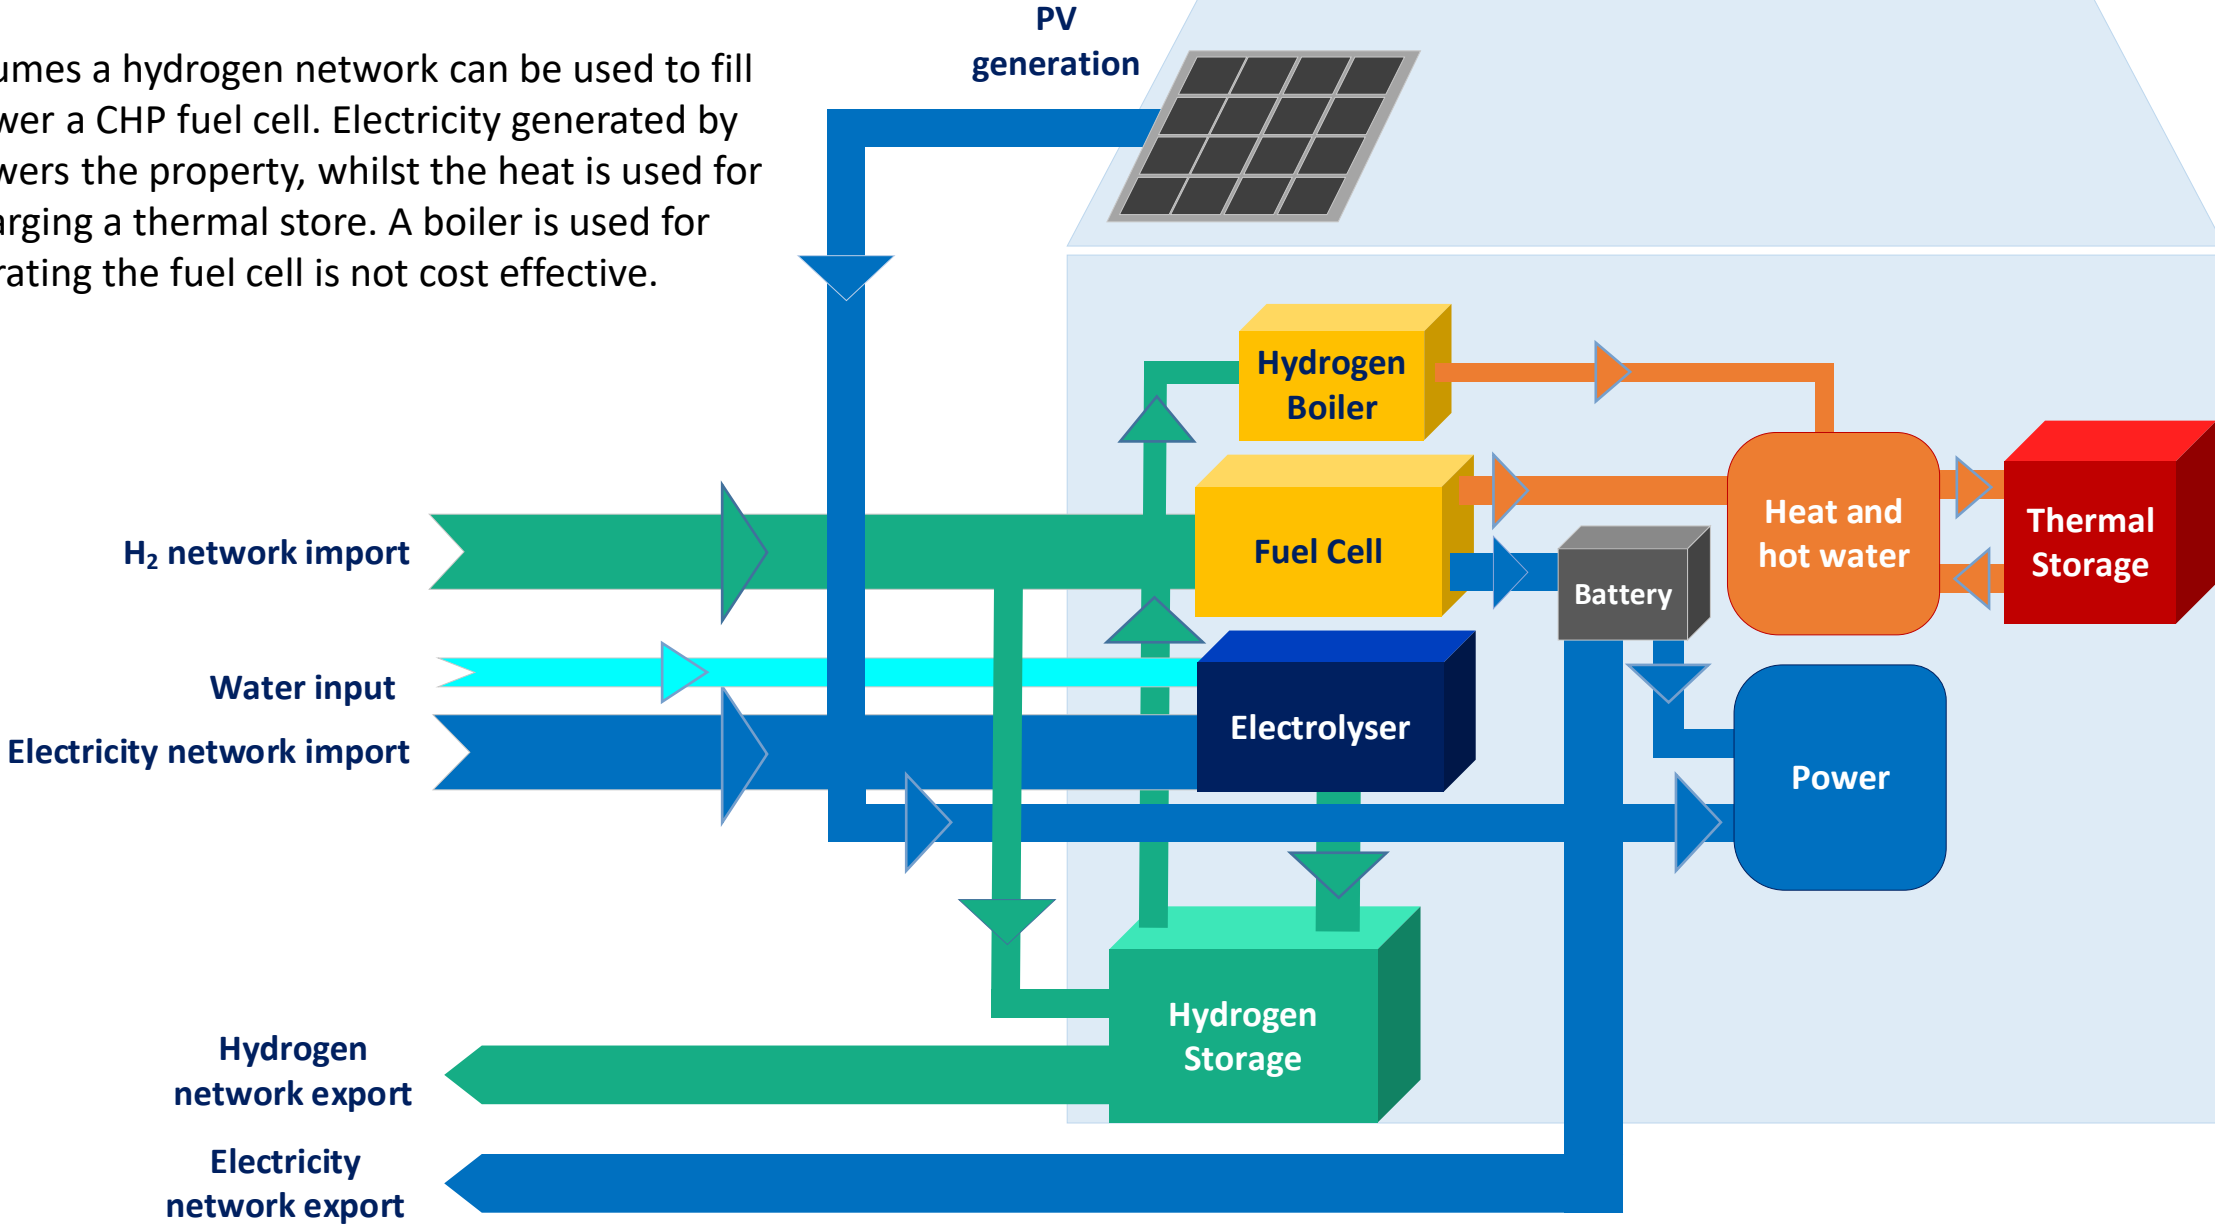 PV
generation
umes a hydrogen network can be used to fill
wer a CHP fuel cell. Electricity generated by
wers the property, whilst the heat is used for
arging a thermal store. A boiler is used for
rating the fuel cell is not cost effective.
Hydrogen
Boiler
H₂ network import
Fuel Cell
Heat and
hot water
Thermal
Storage
Battery
Water input
Electricity network import
Electrolyser
Power
Hydrogen
Storage
Hydrogen
network export
Electricity
network export